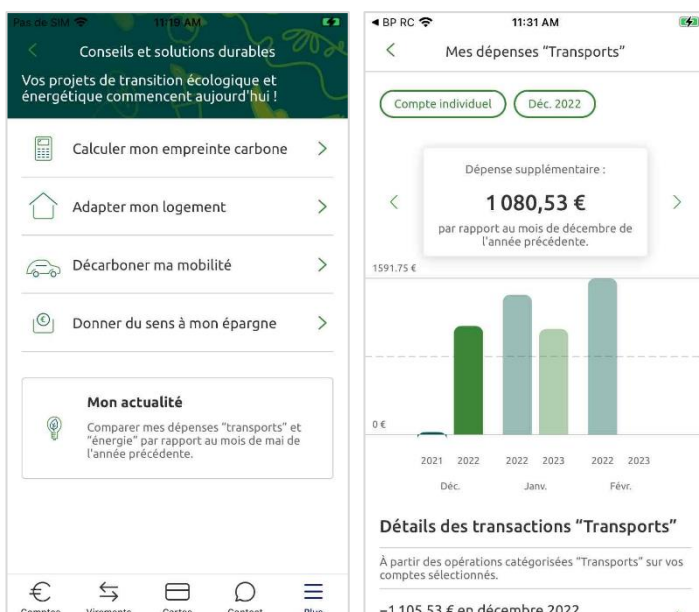 Pas de SIM 11:19 AM
Conseils et solutions durables
Vos projets de transition écologique et
énergétique commencent aujourd'hui !
Calculer mon empreinte carbone
Adapter mon logement
Décarboner ma mobilité
Donner du sens à mon épargne
Mon actualité
Comparer mes dépenses "transports" et
"énergie" par rapport au mois de mai de
l'année précédente.
Comptes Virements Cartes Contact Plus
BP RC 11:31 AM
Mes dépenses "Transports"
Compte individuel Déc. 2022
Dépense supplémentaire :
1 080,53 €
par rapport au mois de décembre de
l'année précédente.
1591.75 €
0 €
2021 2022 2022 2023 2022 2023
Déc. Janv. Févr.
Détails des transactions "Transports"
À partir des opérations catégorisées "Transports" sur vos
comptes sélectionnés.
-1 105,53 € en décembre 2022